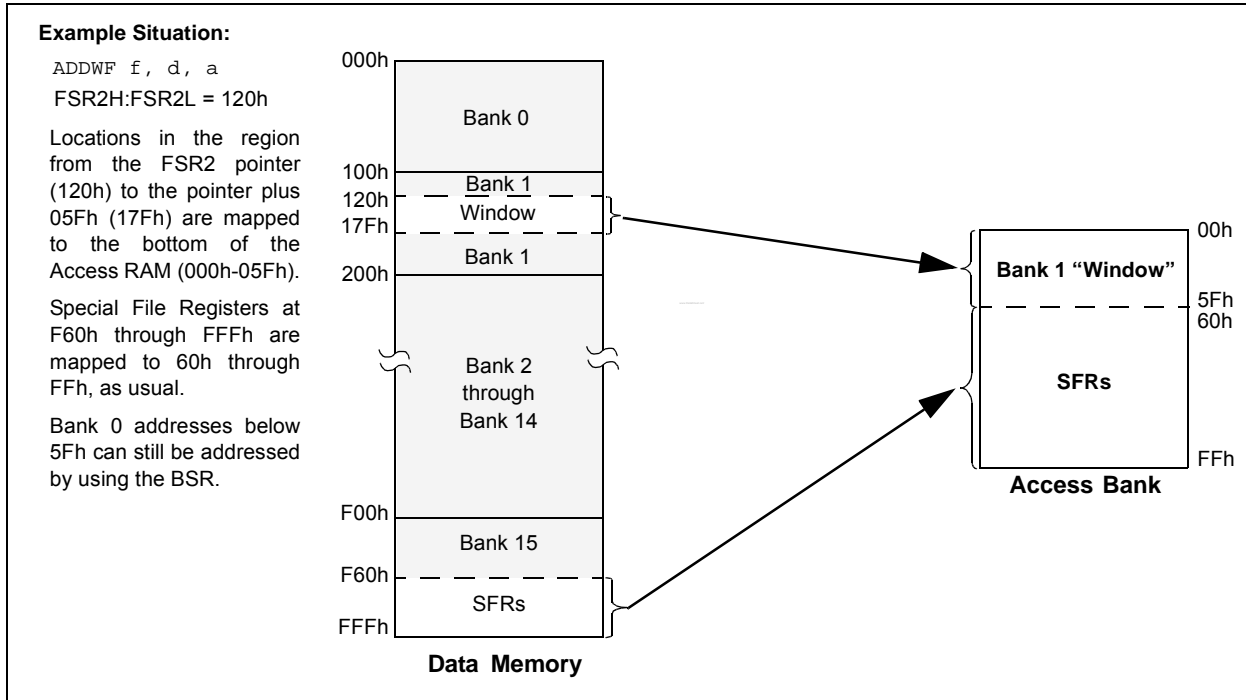 Example Situation:
ADDWF f, d, a
FSR2H:FSR2L = 120h
Locations in the region
from the FSR2 pointer
(120h) to the pointer plus
05Fh (17Fh) are mapped
to the bottom of the
Access RAM (000h-05Fh).
Special File Registers at
F60h through FFFh are
mapped to 60h through
FFh, as usual.
Bank 0 addresses below
5Fh can still be addressed
by using the BSR.
000h
Bank 0
100h
Bank 1
120h
Window
17Fh
Bank 1
200h
Bank 2
through
Bank 14
F00h
Bank 15
F60h
SFRs
FFFh
Data Memory
00h
Bank 1 “Window”
5Fh
60h
SFRs
FFh
Access Bank